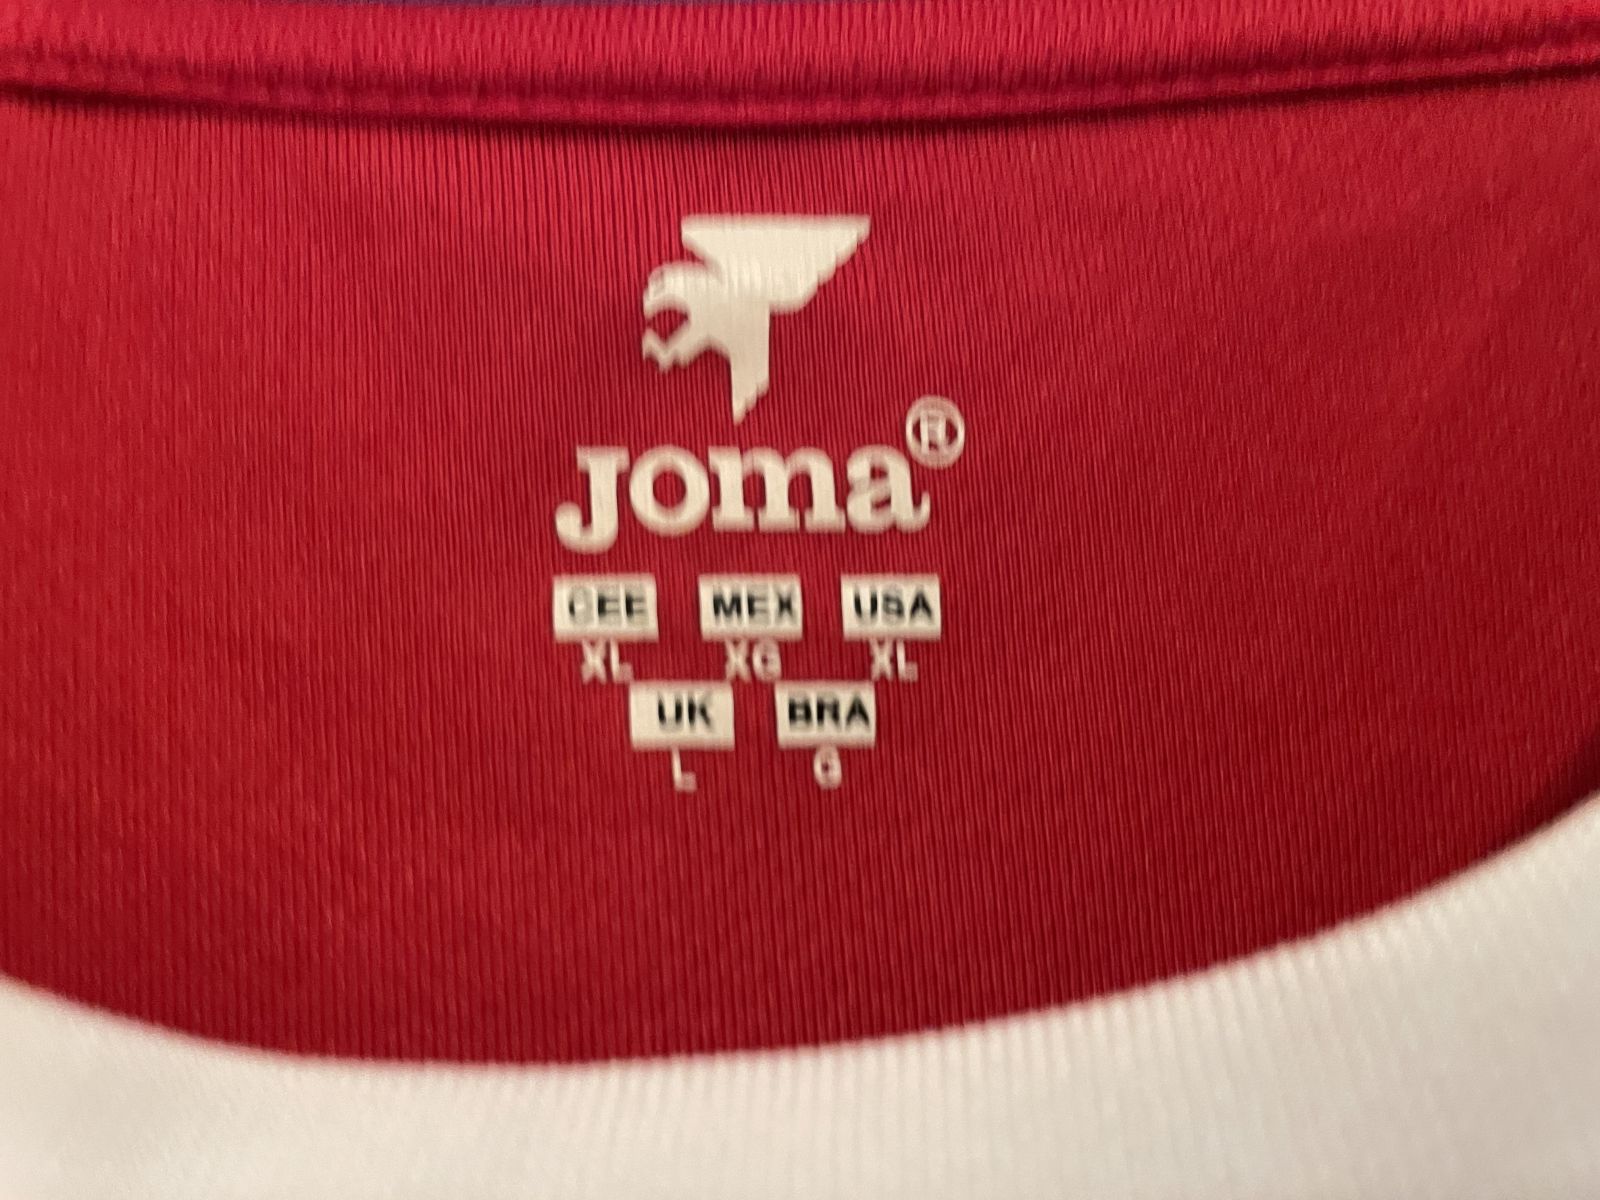 Joma®
CEE MEX USA
XL XG XL
UK BRA
L G